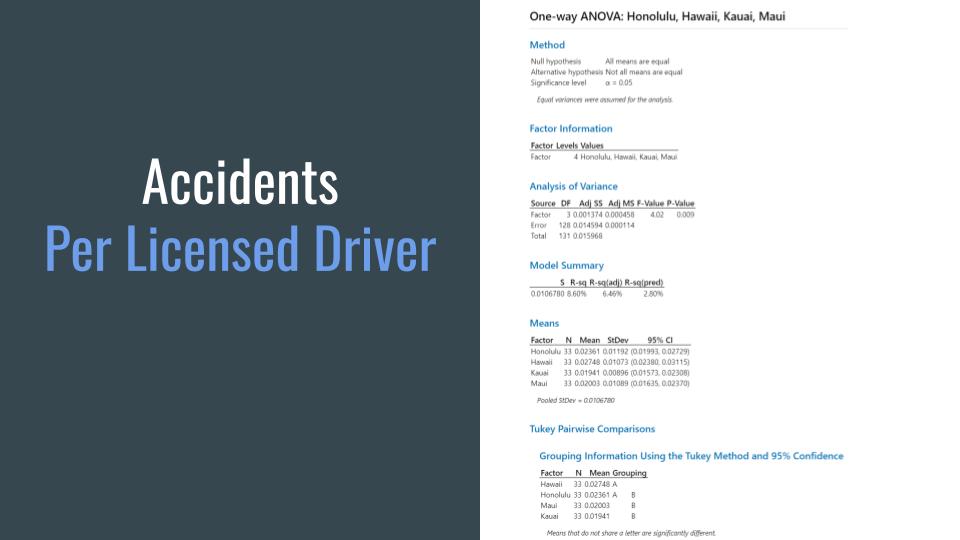 Accidents
Per Licensed Driver
One-way ANOVA: Honolulu, Hawaii, Kauai, Maui
Method
Null hypothesis All means are equal
Alternative hypothesis Not all means are equal
Significance level α = 0.05
Equal variances were assumed for the analysis.
Factor Information
Factor Levels Values
Factor 4 Honolulu, Hawaii, Kauai, Maui
Analysis of Variance
Source DF Adj SS Adj MS F-Value P-Value
Factor 3 0.001374 0.000458 4.02 0.009
Error 128 0.014594 0.000114
Total 131 0.015968
Model Summary
S R-sq R-sq(adj) R-sq(pred)
0.0106780 8.60% 6.46% 2.80%
Means
Factor N Mean StDev 95% CI
Honolulu 33 0.02361 0.01192 (0.01993, 0.02729)
Hawaii 33 0.02748 0.01073 (0.02380, 0.03115)
Kauai 33 0.01941 0.00896 (0.01573, 0.02308)
Maui 33 0.02003 0.01089 (0.01635, 0.02370)
Pooled StDev = 0.0106780
Tukey Pairwise Comparisons
Grouping Information Using the Tukey Method and 95% Confidence
Factor N Mean Grouping
Hawaii 33 0.02748 A
Honolulu 33 0.02361 A B
Maui 33 0.02003 B
Kauai 33 0.01941 B
Means that do not share a letter are significantly different.